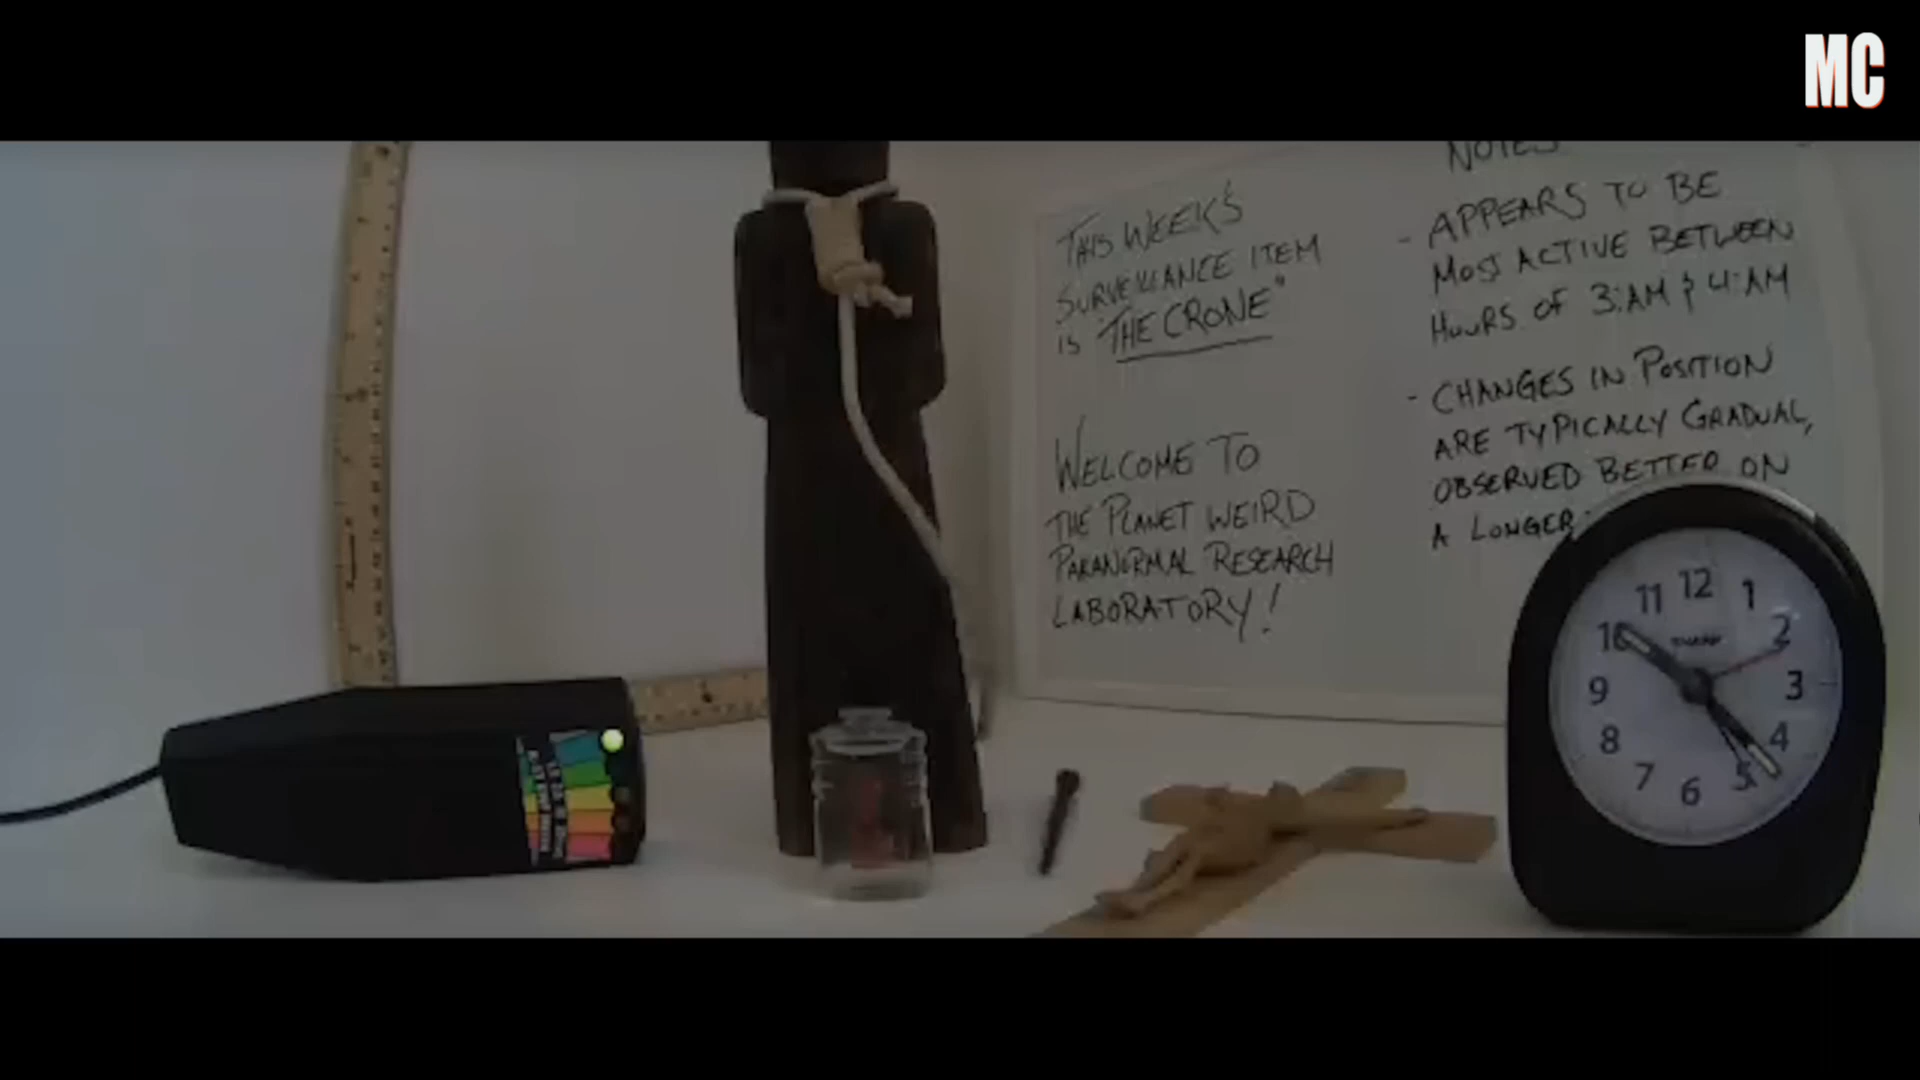 MC
THIS WEEK'S
SURVEILLANCE ITEM
IS "THE CRONE"
WELCOME TO
THE PLANET WEIRD
PARANORMAL RESEARCH
LABORATORY!
NOTES
- APPEARS TO BE
MOST ACTIVE BETWEEN
HOURS OF 3:AM & 4:AM
- CHANGES IN POSITION
ARE TYPICALLY GRADUAL,
OBSERVED BETTER ON
A LONGER
11 12 1
10 2
9 3
8 4
7 6 5